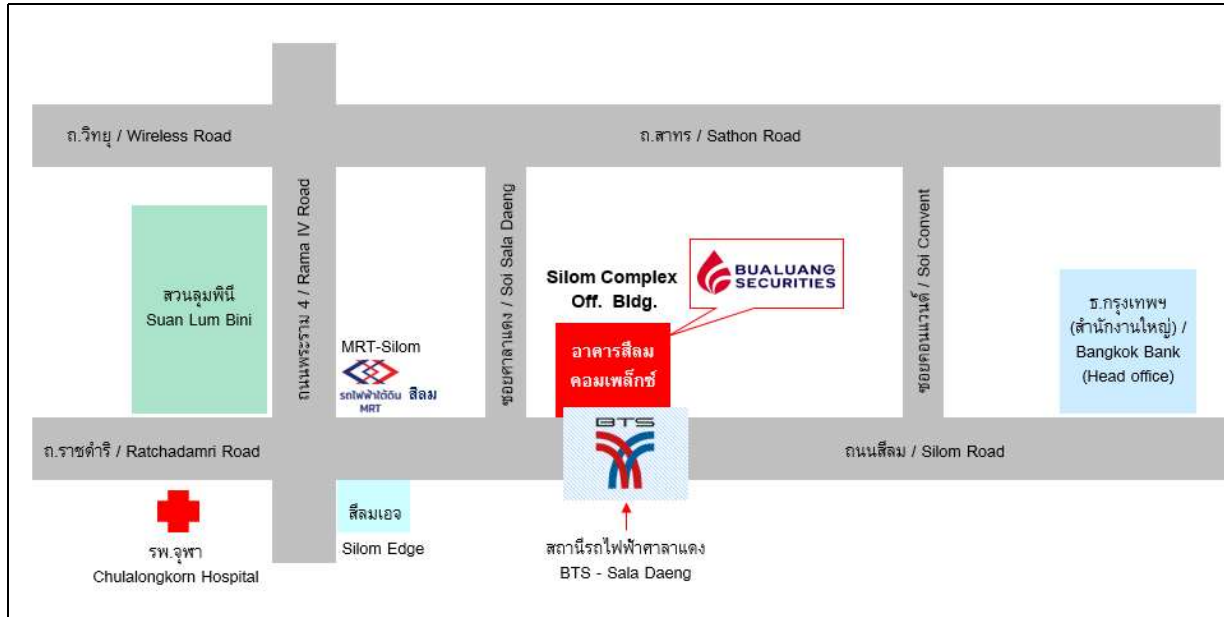 ถ.วิทยุ / Wireless Road
ถ.สาทร / Sathon Road
ถนนพระราม 4 / Rama IV Road
ซอยศาลาแดง / Soi Sala Daeng
ซอยคอนแวนต์ / Soi Convent
สวนลุมพินี
Suan Lum Bini
MRT-Silom
รถไฟฟ้าใต้ดิน สีลม
MRT
Silom Complex
Off. Bldg.
BUALUANG
SECURITIES
อาคารสีลม
คอมเพล็กซ์
ธ.กรุงเทพฯ
(สำนักงานใหญ่) /
Bangkok Bank
(Head office)
ถ.ราชดำริ / Ratchadamri Road
BTS
ถนนสีลม / Silom Road
รพ.จุฬา
Chulalongkorn Hospital
สีลมเอจ
Silom Edge
สถานีรถไฟฟ้าศาลาแดง
BTS - Sala Daeng